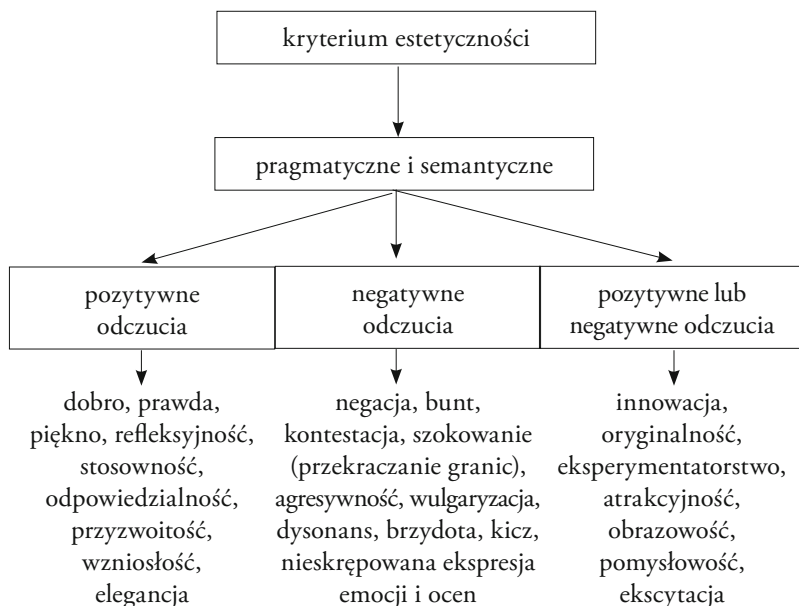 kryterium estetyczności
pragmatyczne i semantyczne
pozytywne
odczucia
negatywne
odczucia
pozytywne lub
negatywne odczucia
dobro, prawda,
piękno, refleksyjność,
stosowność,
odpowiedzialność,
przyzwoitość,
wzniosłość,
elegancja
negacja, bunt,
kontestacja, szokowanie
(przekraczanie granic),
agresywność, wulgaryzacja,
dysonans, brzydota, kicz,
nieskrępowana ekspresja
emocji i ocen
innowacja,
oryginalność,
eksperymentatorstwo,
atrakcyjność,
obrazowość,
pomysłowość,
ekscytacja